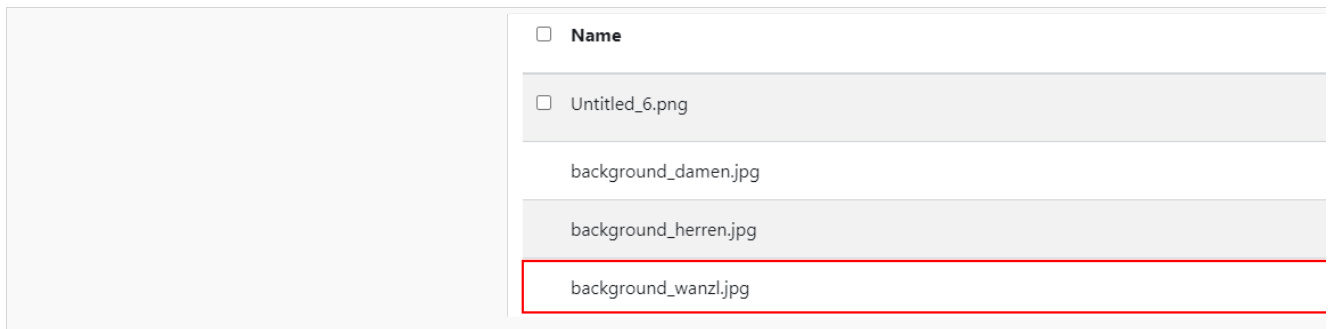 Name
Untitled_6.png
background_damen.jpg
background_herren.jpg
background_wanzl.jpg